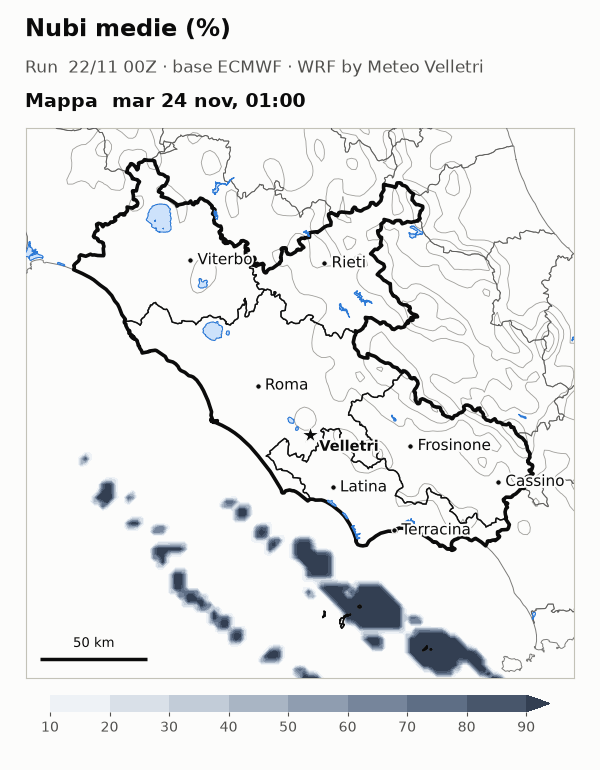 Nubi medie (%)
Run  22/11 00Z · base ECMWF · WRF by Meteo Velletri
Mappa  mar 24 nov, 01:00
Viterbo
Rieti
Roma
Velletri
Frosinone
Cassino
Latina
Terracina
50 km
10 20 30 40 50 60 70 80 90